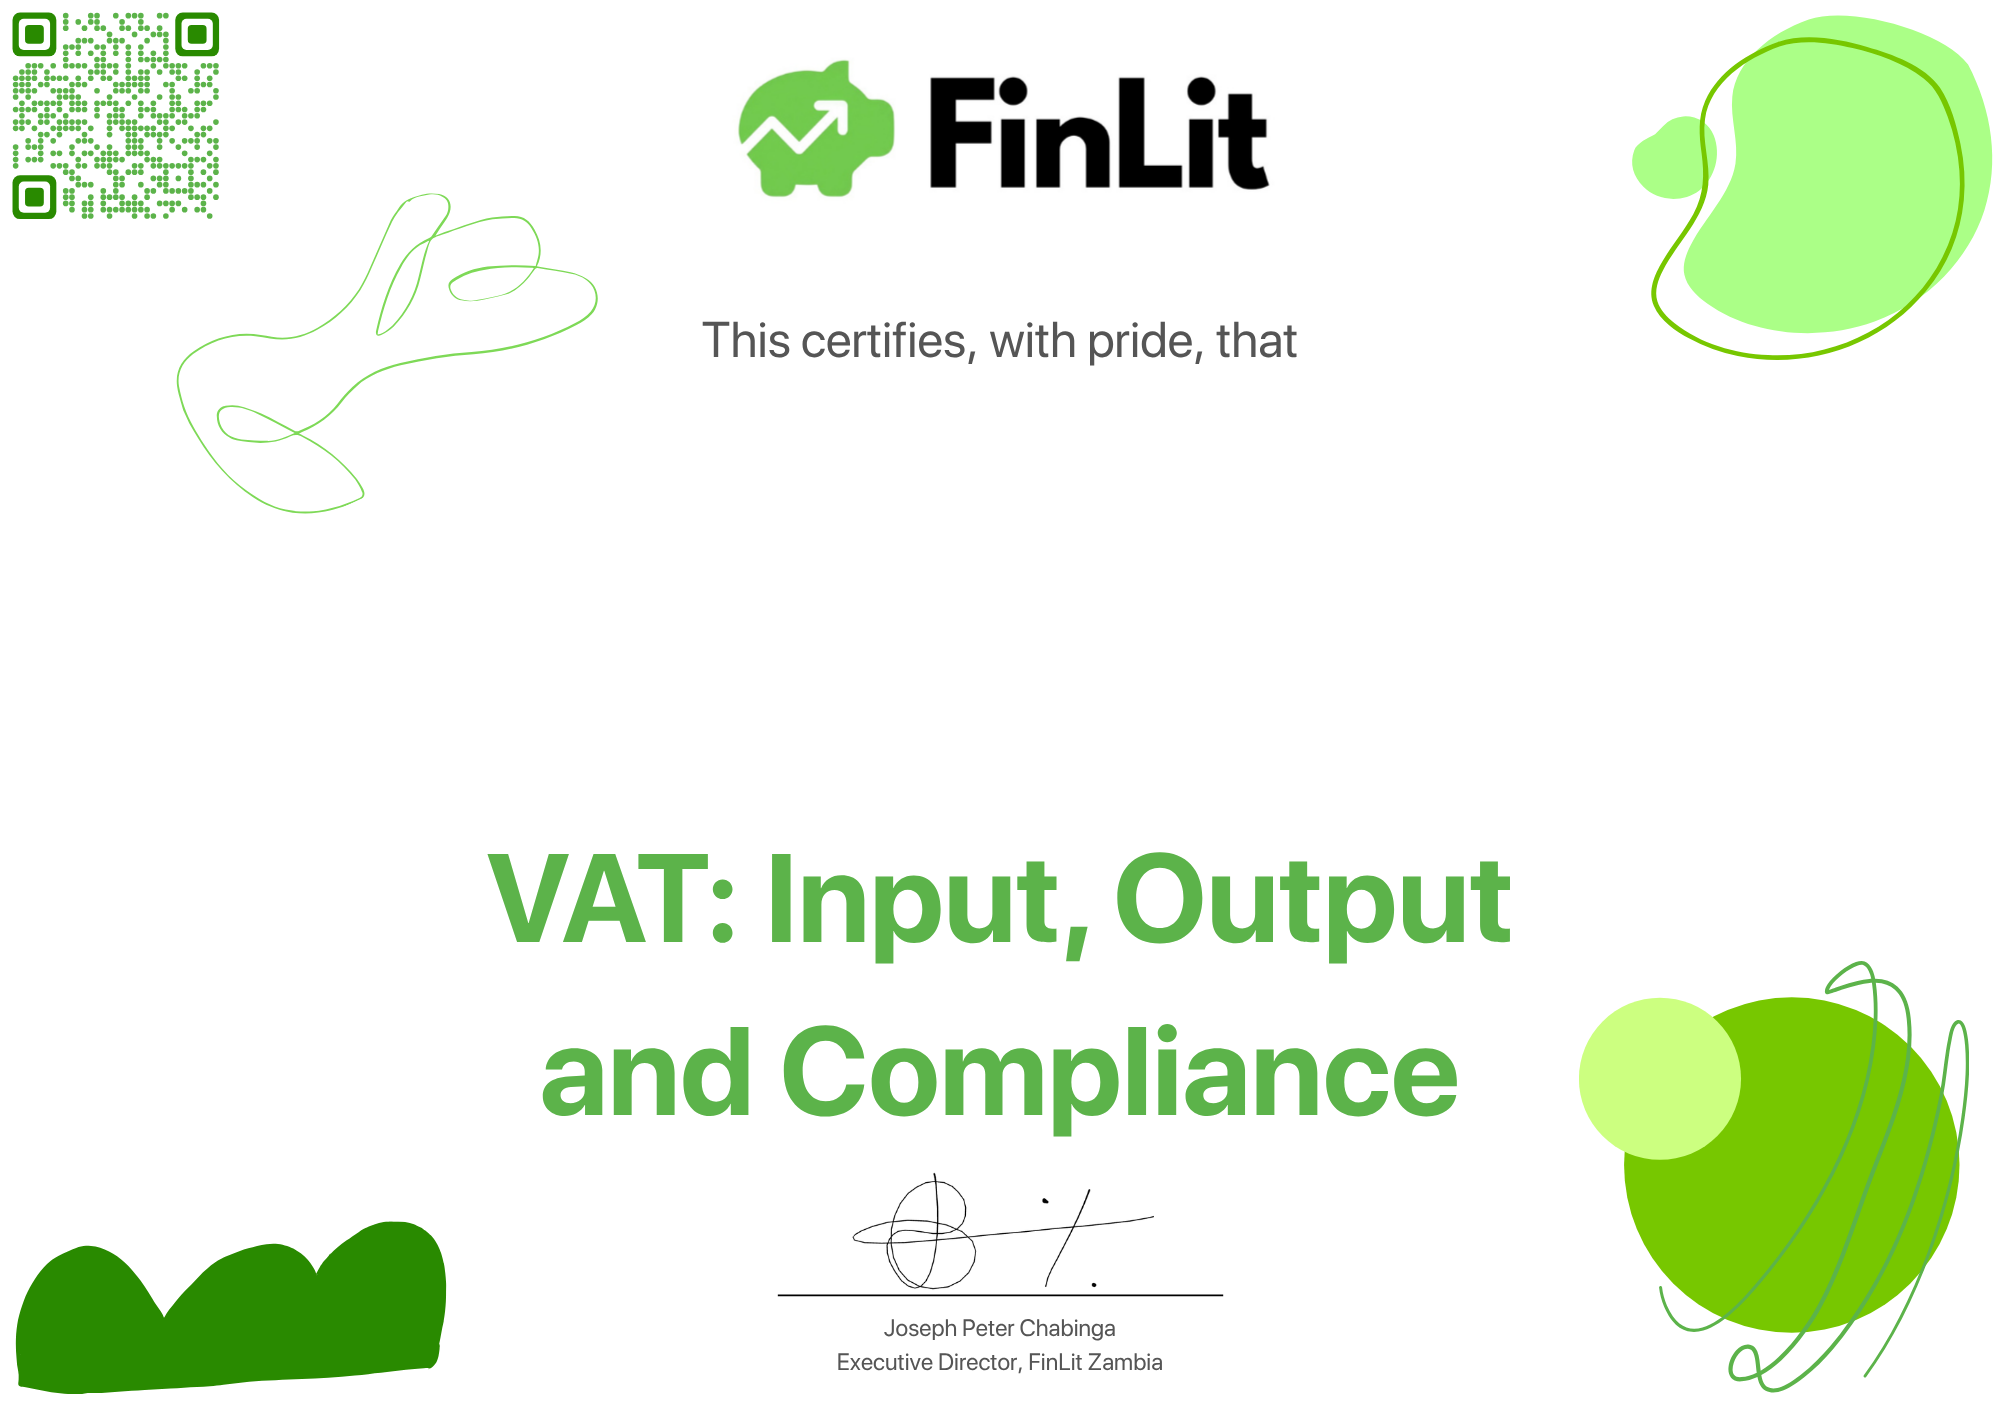 FinLit
This certifies, with pride, that
VAT: Input, Output
and Compliance
Joseph Peter Chabinga
Executive Director, FinLit Zambia